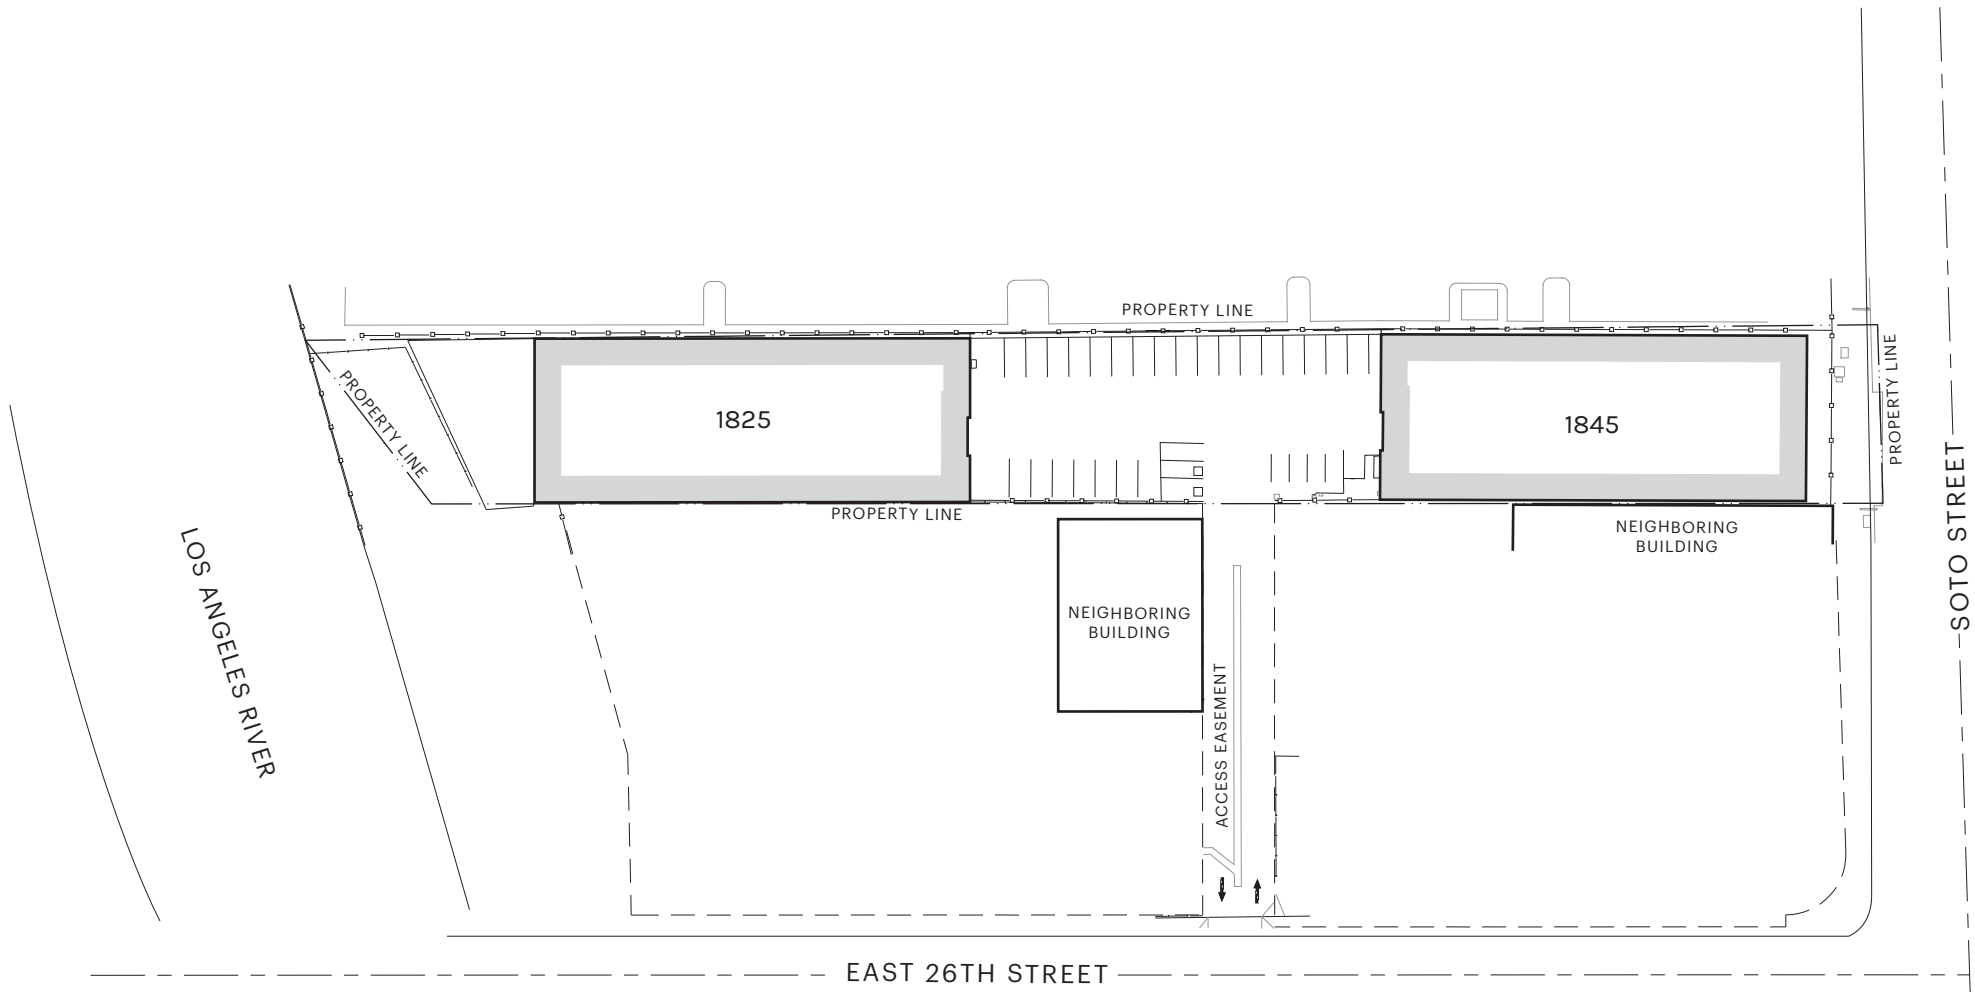 PROPERTY LINE
PROPERTY LINE
PROPERTY LINE
1825
1845
PROPERTY LINE
NEIGHBORING
BUILDING
NEIGHBORING
BUILDING
LOS ANGELES RIVER
ACCESS EASEMENT
SOTO STREET
EAST 26TH STREET